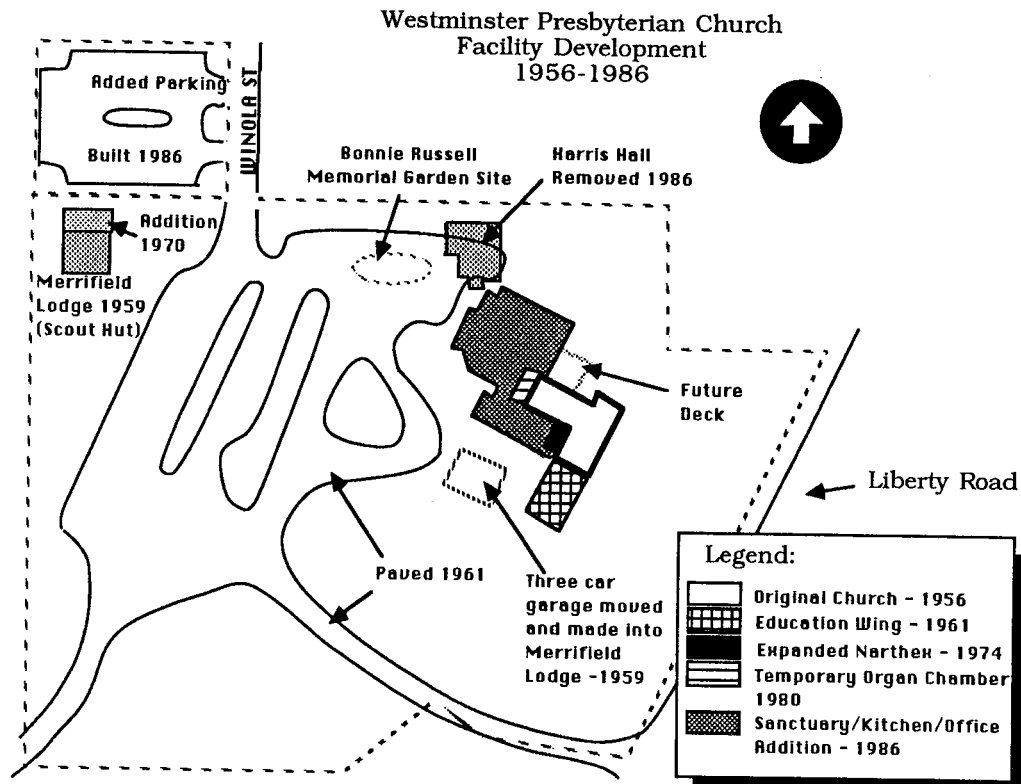 Westminster Presbyterian Church
Facility Development
1956-1986
Added Parking
Built 1986
WINOLA ST
Bonnie Russell
Memorial Garden Site
Harris Hall
Removed 1986
Addition
1970
Merrifield
Lodge 1959
(Scout Hut)
Future
Deck
Liberty Road
Paved 1961
Three car
garage moved
and made into
Merrifield
Lodge -1959
Legend:
Original Church - 1956
Education Wing - 1961
Expanded Narthex - 1974
Temporary Organ Chamber
1980
Sanctuary/Kitchen/Office
Addition - 1986